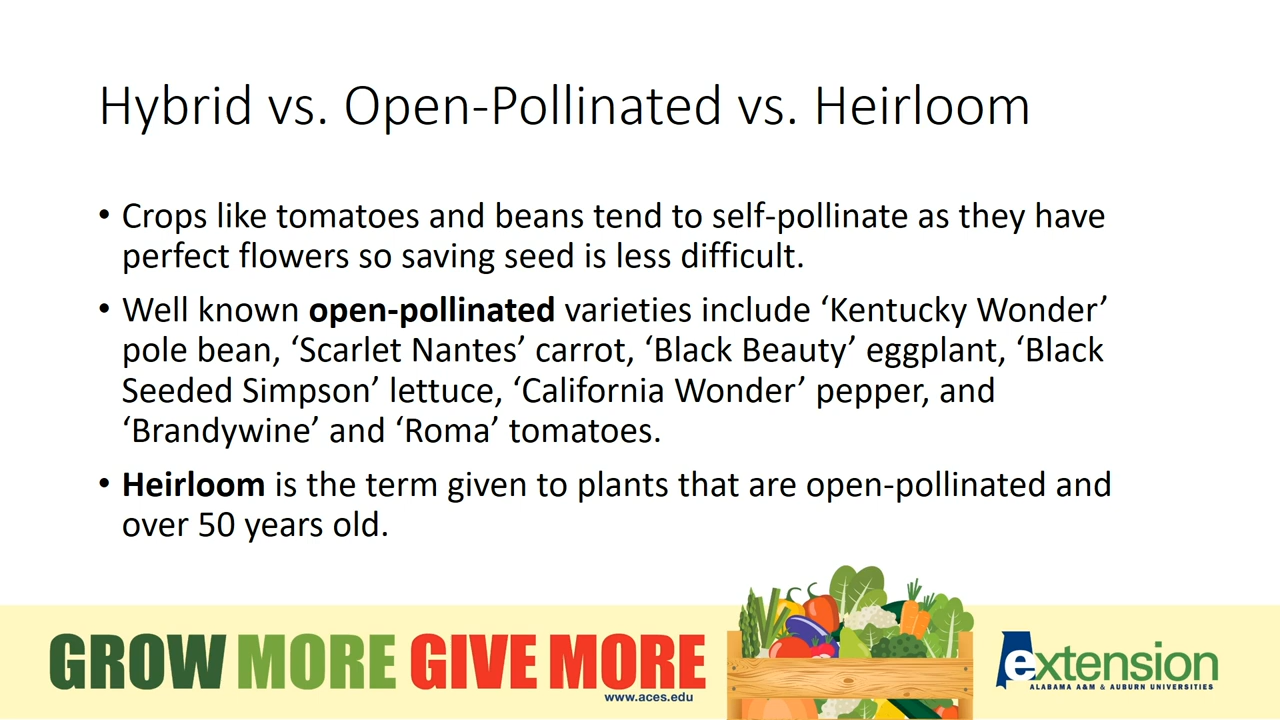 Hybrid vs. Open-Pollinated vs. Heirloom
• Crops like tomatoes and beans tend to self-pollinate as they have
perfect flowers so saving seed is less difficult.
• Well known open-pollinated varieties include ‘Kentucky Wonder’
pole bean, ‘Scarlet Nantes’ carrot, ‘Black Beauty’ eggplant, ‘Black
Seeded Simpson’ lettuce, ‘California Wonder’ pepper, and
‘Brandywine’ and ‘Roma’ tomatoes.
• Heirloom is the term given to plants that are open-pollinated and
over 50 years old.
GROW MORE GIVE MORE
www.aces.edu
extension
ALABAMA A&M & AUBURN UNIVERSITIES